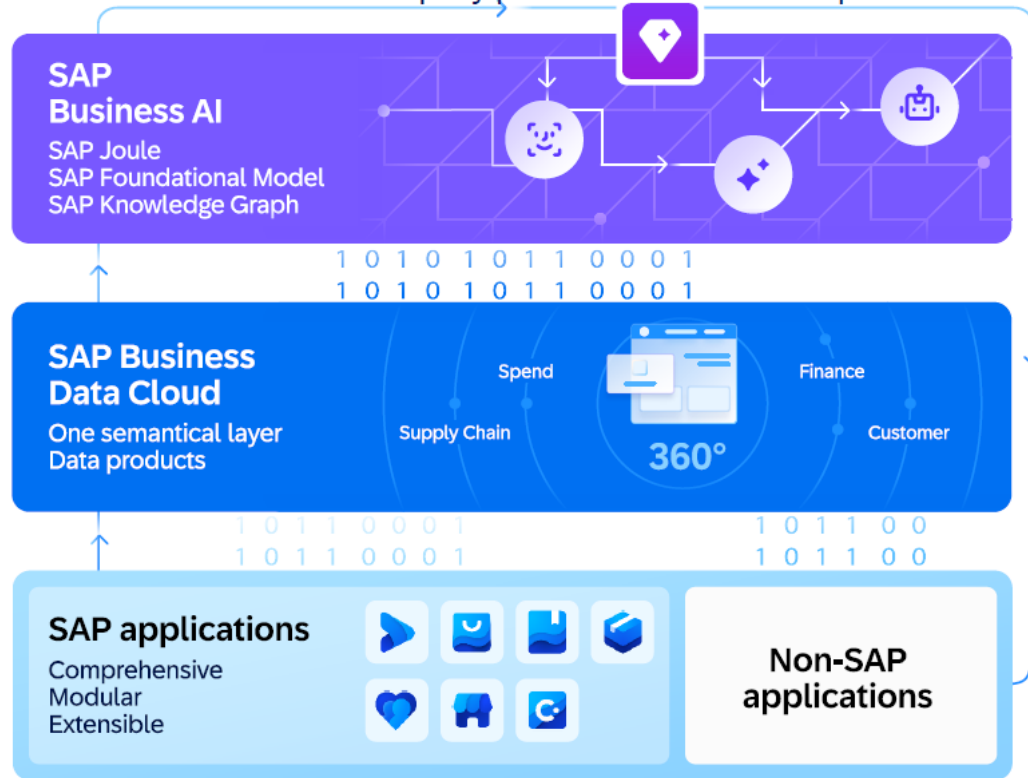 SAP
Business AI
SAP Joule
SAP Foundational Model
SAP Knowledge Graph
1 0 1 0 1 0 1 1 0 0 0 1
1 0 1 0 1 0 1 1 0 0 0 1
SAP Business
Data Cloud
One semantical layer
Data products
Spend
Supply Chain
360°
Finance
Customer
1 0 1 1 0 0 0 1
1 0 1 1 0 0 0 1
1 0 1 1 0 0
1 0 1 1 0 0
SAP applications
Comprehensive
Modular
Extensible
C
Non-SAP
applications